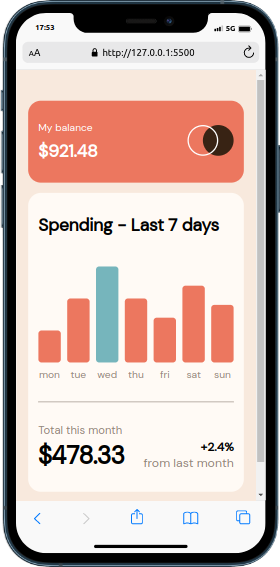 17:53
5G
AA
http://127.0.0.1:5500
My balance
$921.48
Spending - Last 7 days
mon tue wed thu fri sat sun
Total this month
$478.33
+2.4%
from last month